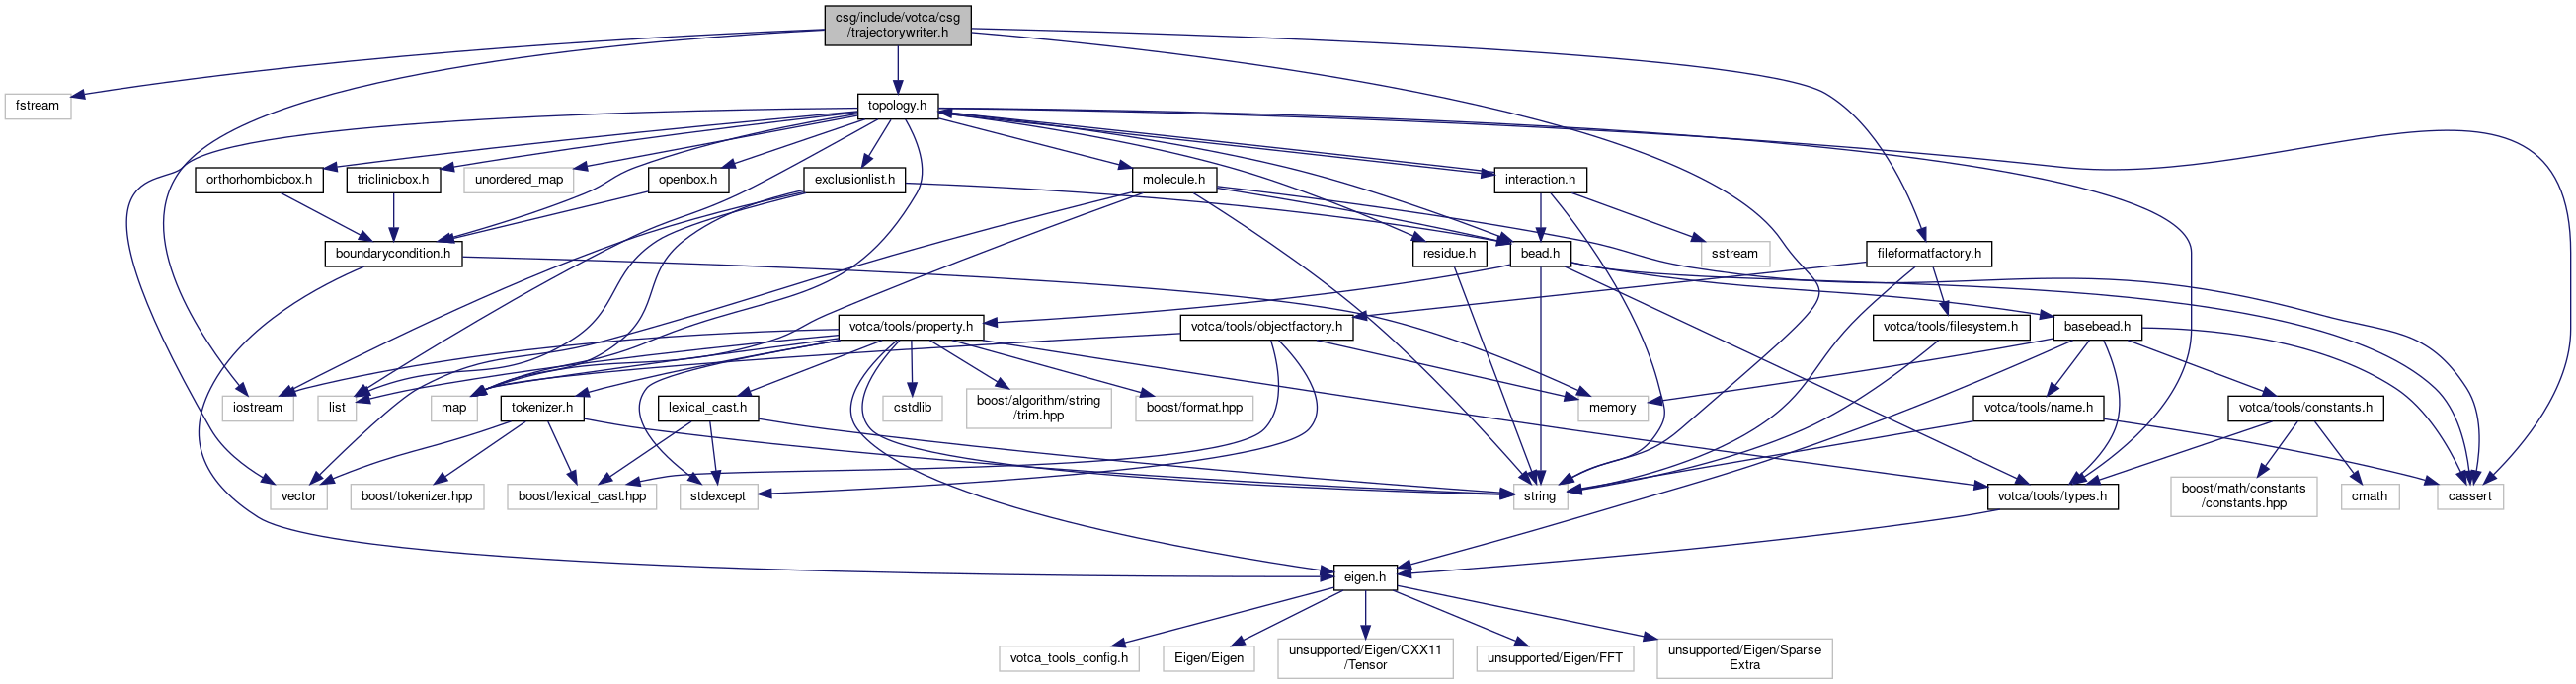 csg/include/votca/csg
/trajectorywriter.h
fstream
topology.h
orthorhombicbox.h
triclinicbox.h
unordered_map
openbox.h
exclusionlist.h
molecule.h
interaction.h
boundarycondition.h
residue.h
bead.h
sstream
fileformatfactory.h
votca/tools/property.h
votca/tools/objectfactory.h
votca/tools/filesystem.h
basebead.h
iostream
list
map
tokenizer.h
lexical_cast.h
cstdlib
boost/algorithm/string
/trim.hpp
boost/format.hpp
memory
votca/tools/name.h
votca/tools/constants.h
vector
boost/tokenizer.hpp
boost/lexical_cast.hpp
stdexcept
string
votca/tools/types.h
boost/math/constants
/constants.hpp
cmath
cassert
eigen.h
votca_tools_config.h
Eigen/Eigen
unsupported/Eigen/CXX11
/Tensor
unsupported/Eigen/FFT
unsupported/Eigen/Sparse
Extra